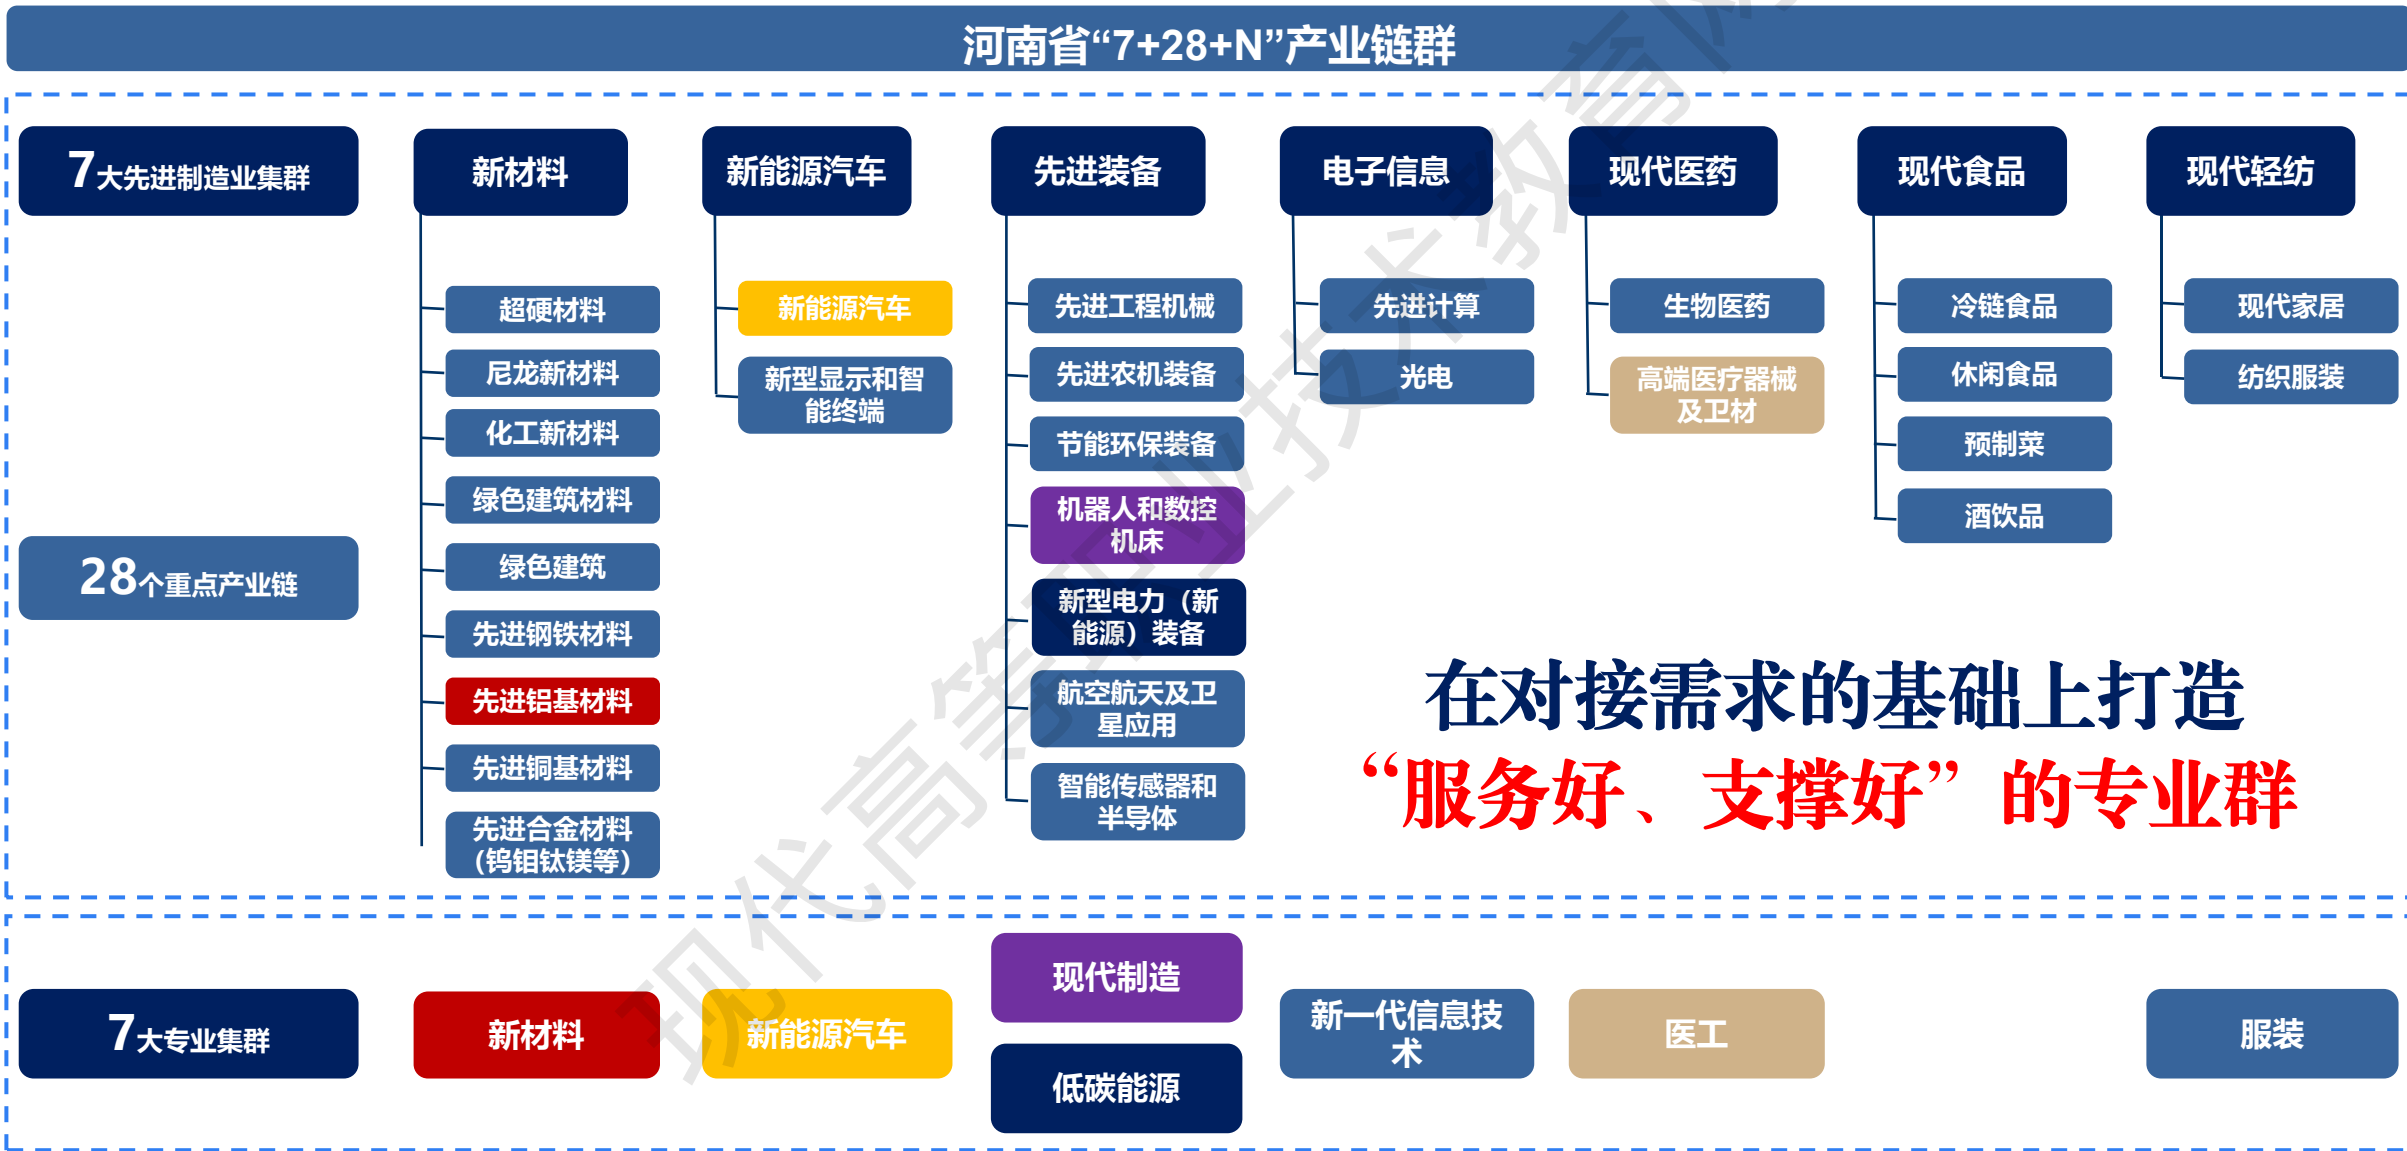 河南省“7+28+N”产业链群
7大先进制造业集群
新材料
新能源汽车
先进装备
电子信息
现代医药
现代食品
现代轻纺
28个重点产业链
超硬材料
尼龙新材料
化工新材料
绿色建筑材料
绿色建筑
先进钢铁材料
先进铝基材料
先进铜基材料
先进合金材料
（钨钼钛镁等）
新能源汽车
新型显示和智
能终端
先进工程机械
先进农机装备
节能环保装备
机器人和数控
机床
新型电力（新
能源）装备
航空航天及卫
星应用
智能传感器和
半导体
先进计算
光电
生物医药
高端医疗器械
及卫材
冷链食品
休闲食品
预制菜
酒饮品
现代家居
纺织服装
在对接需求的基础上打造
“服务好、支撑好”的专业群
7大专业集群
新材料
新能源汽车
现代制造
低碳能源
新一代信息技
术
医工
服装
现代高等职业技术教育网